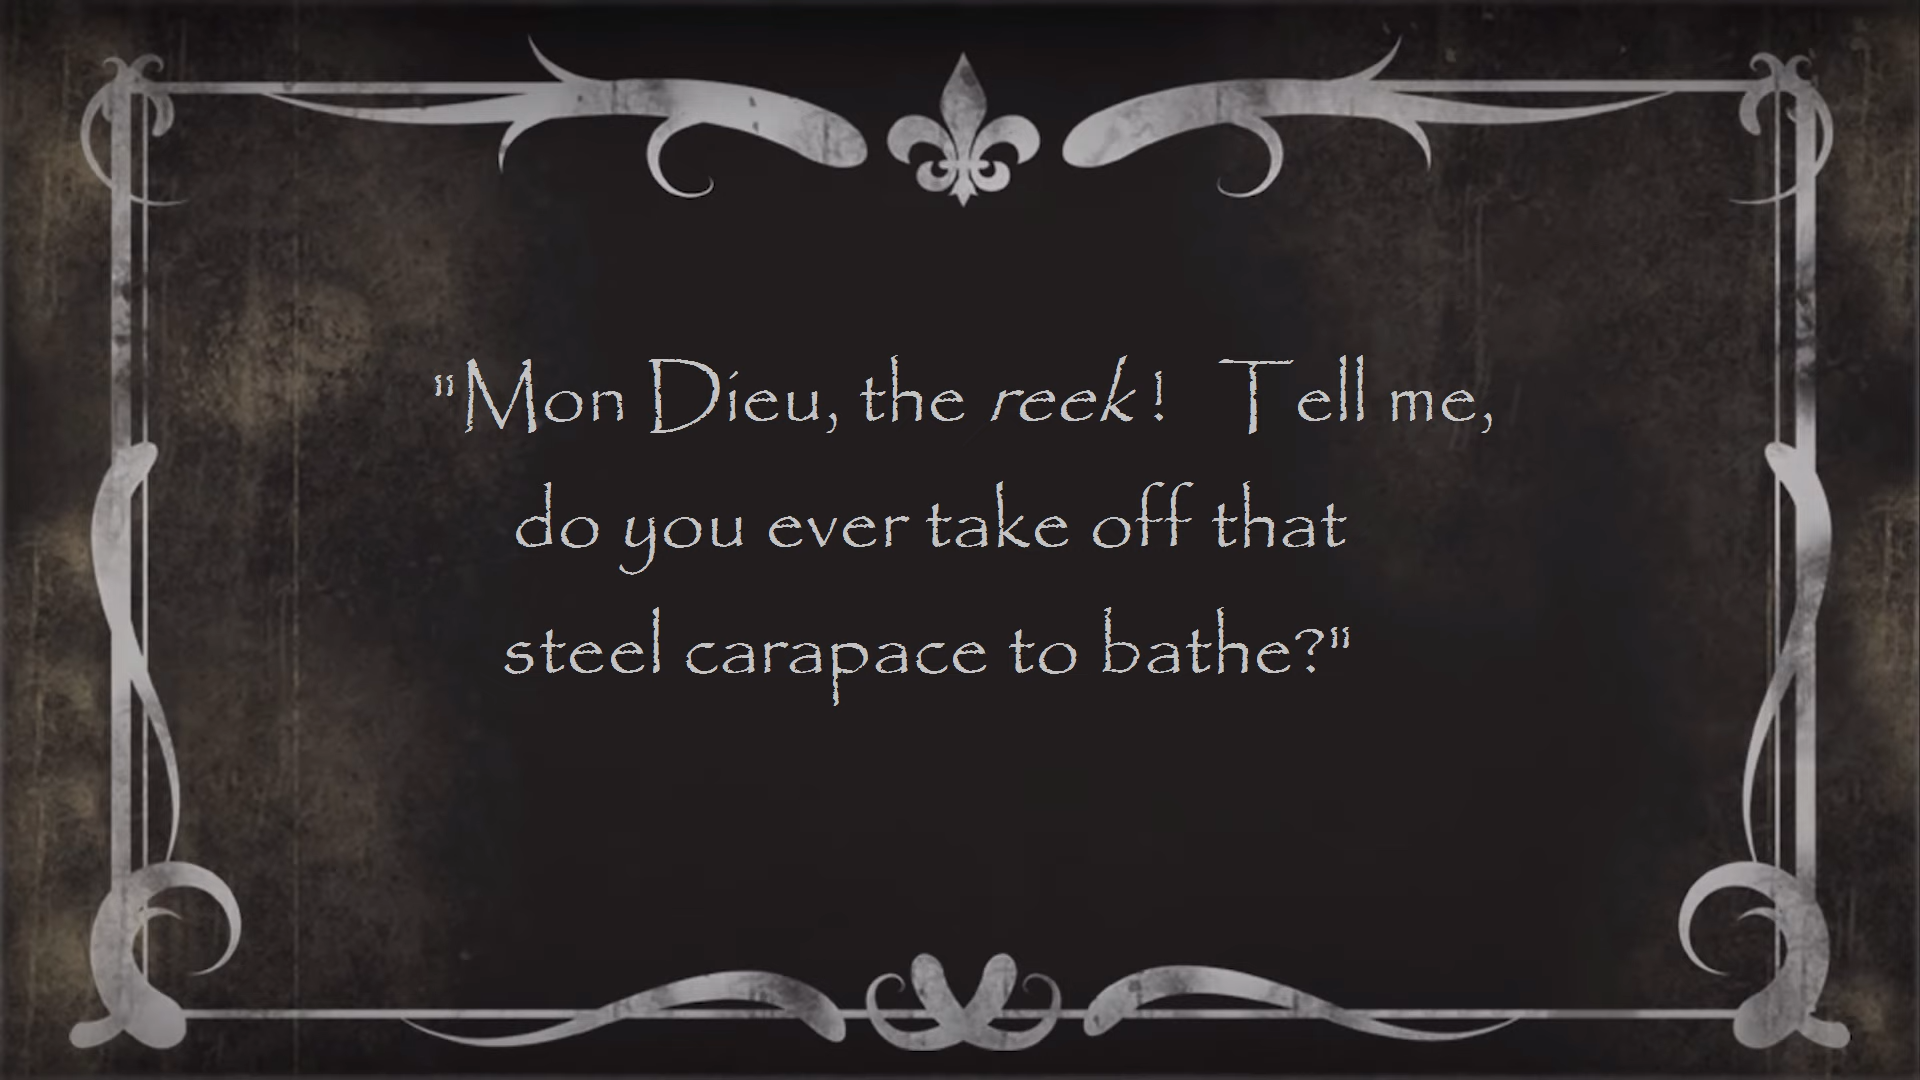 "Mon Dieu, the reek! Tell me,
do you ever take off that
steel carapace to bathe?"